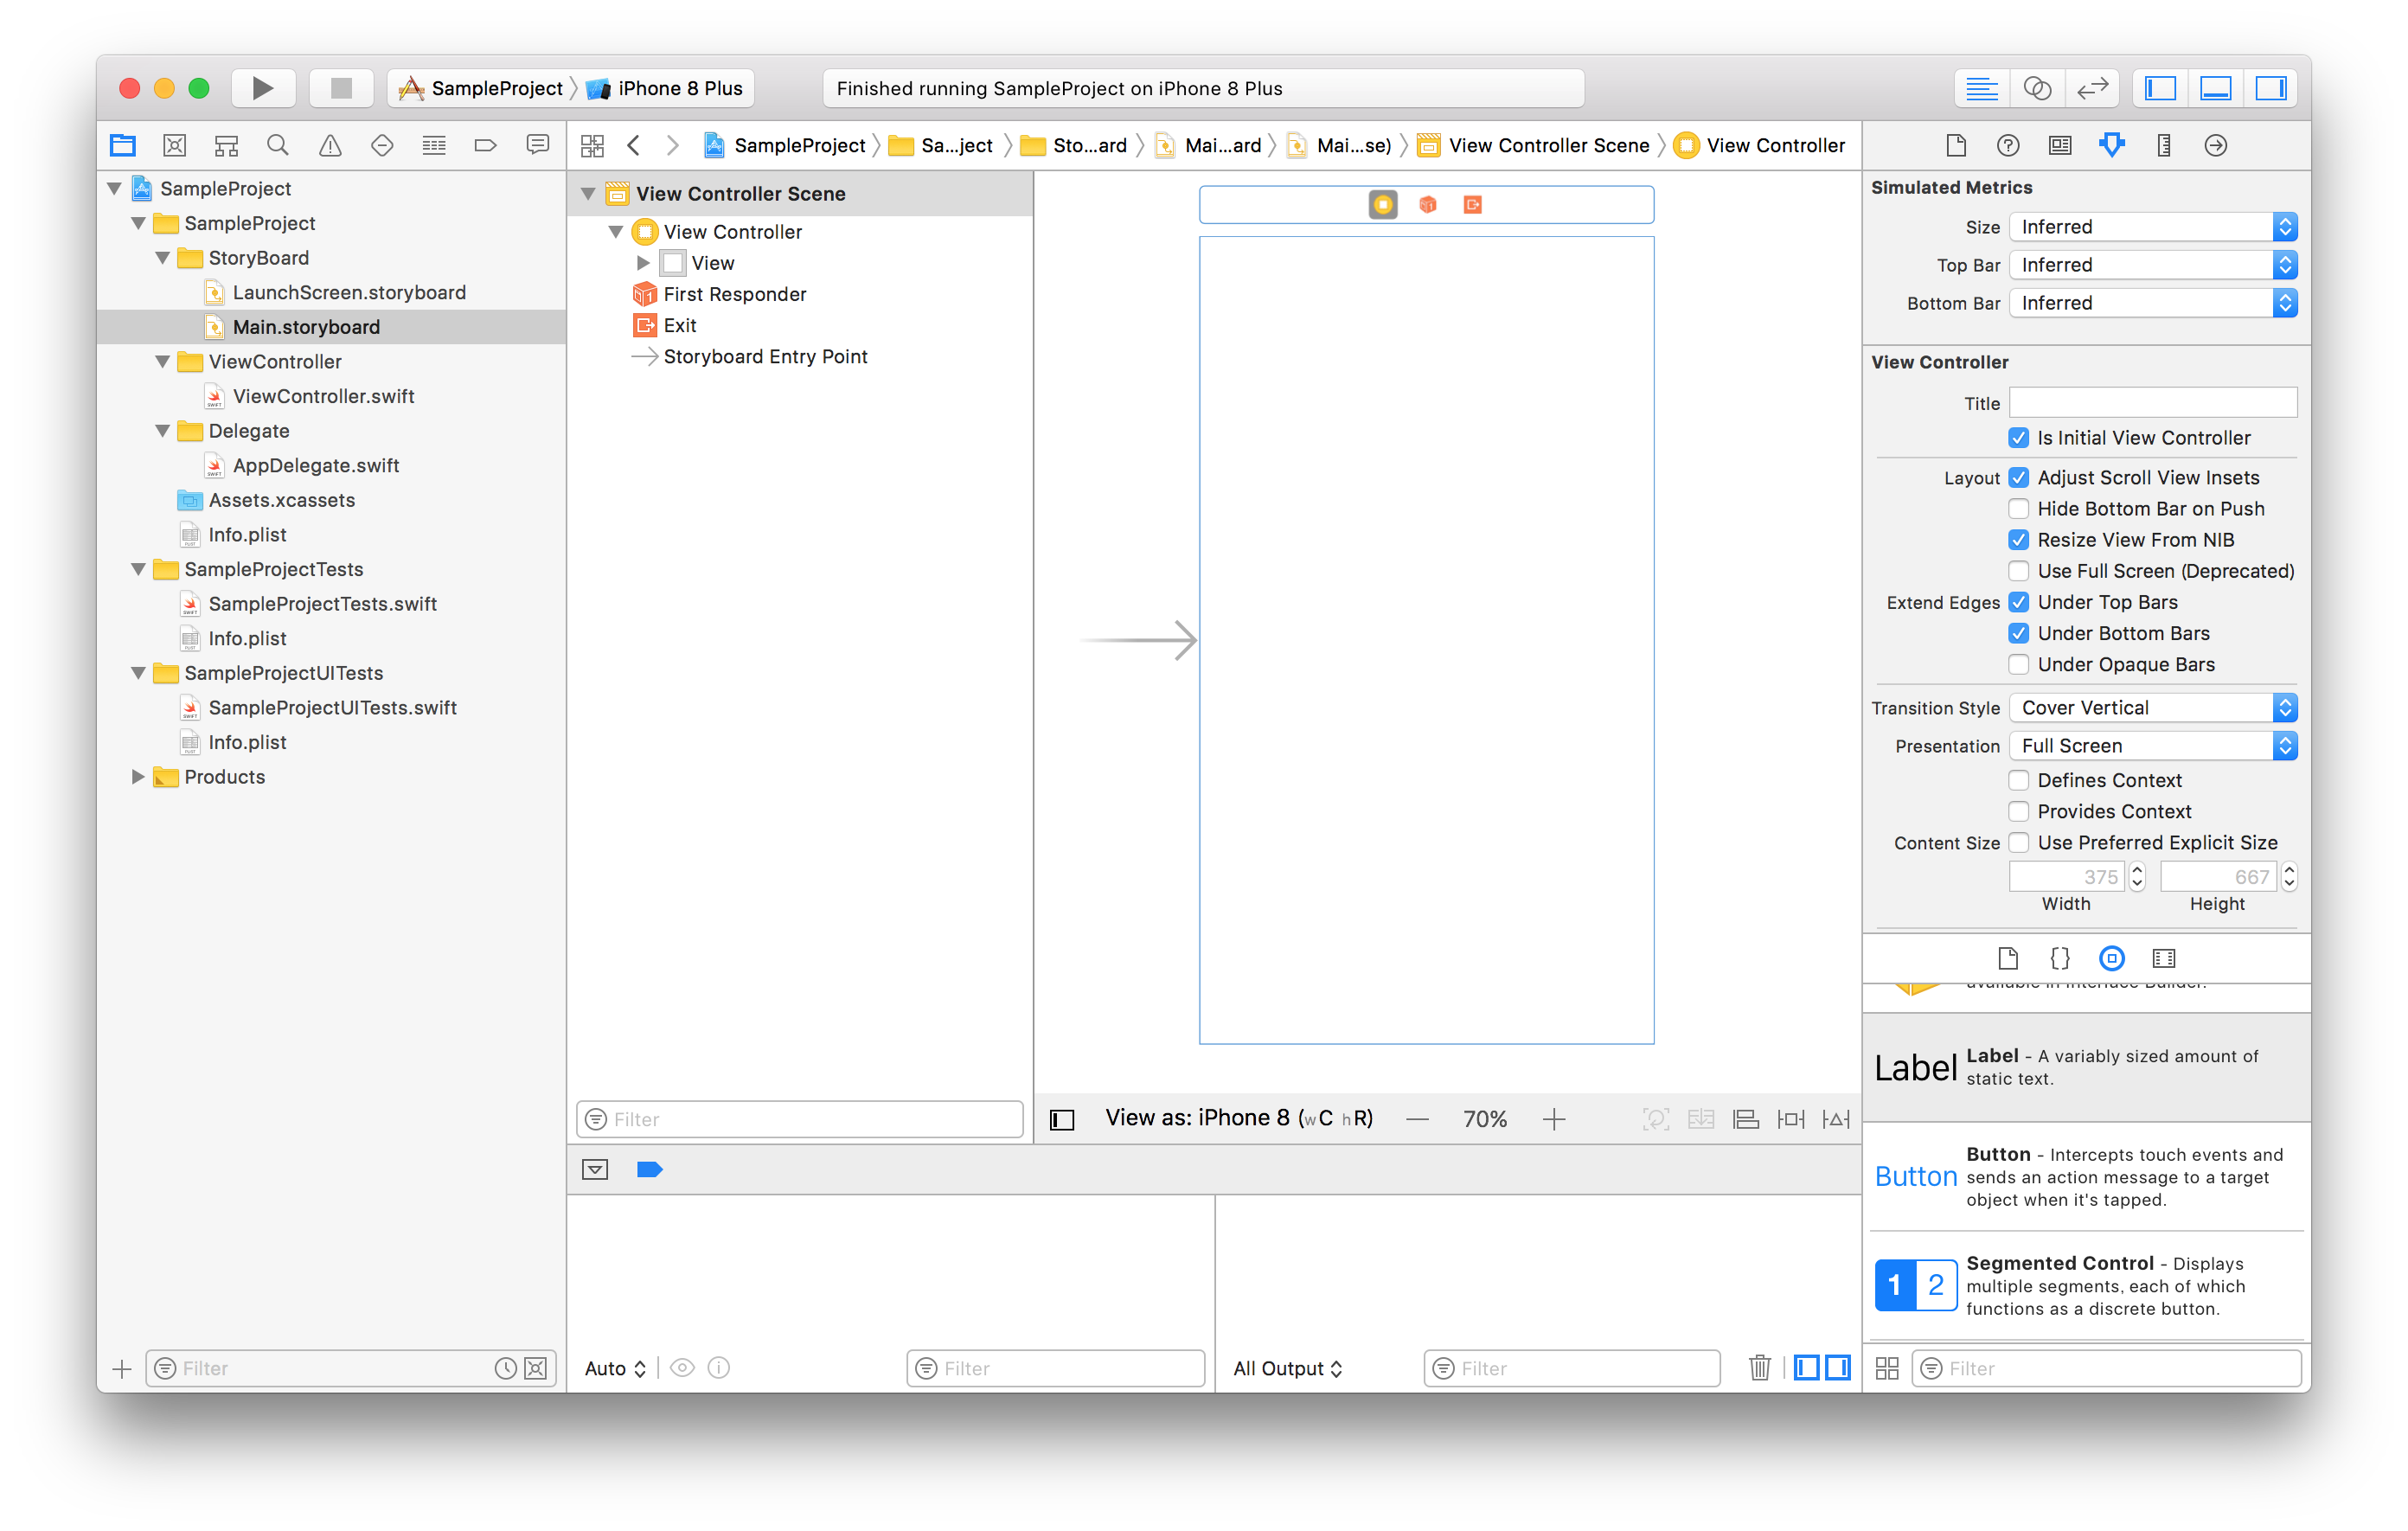 SampleProject
iPhone 8 Plus
Finished running SampleProject on iPhone 8 Plus
SampleProject
Sa...ject
Sto...ard
Mai...ard
Mai...se)
View Controller Scene
View Controller
SampleProject
SampleProject
StoryBoard
LaunchScreen.storyboard
Main.storyboard
ViewController
ViewController.swift
Delegate
AppDelegate.swift
Assets.xcassets
Info.plist
SampleProjectTests
SampleProjectTests.swift
Info.plist
SampleProjectUITests
SampleProjectUITests.swift
Info.plist
Products
Filter
View Controller Scene
View Controller
View
First Responder
Exit
Storyboard Entry Point
Filter
View as: iPhone 8 (wC hR)
70%
Auto
Filter
All Output
Filter
Simulated Metrics
Size Inferred
Top Bar Inferred
Bottom Bar Inferred
View Controller
Title
Is Initial View Controller
Layout Adjust Scroll View Insets
Hide Bottom Bar on Push
Resize View From NIB
Use Full Screen (Deprecated)
Extend Edges Under Top Bars
Under Bottom Bars
Under Opaque Bars
Transition Style Cover Vertical
Presentation Full Screen
Defines Context
Provides Context
Content Size Use Preferred Explicit Size
375 667
Width Height
available in Interface Builder.
Label
Label - A variably sized amount of
static text.
Button
Button - Intercepts touch events and
sends an action message to a target
object when it's tapped.
1 2
Segmented Control - Displays
multiple segments, each of which
functions as a discrete button.
Filter